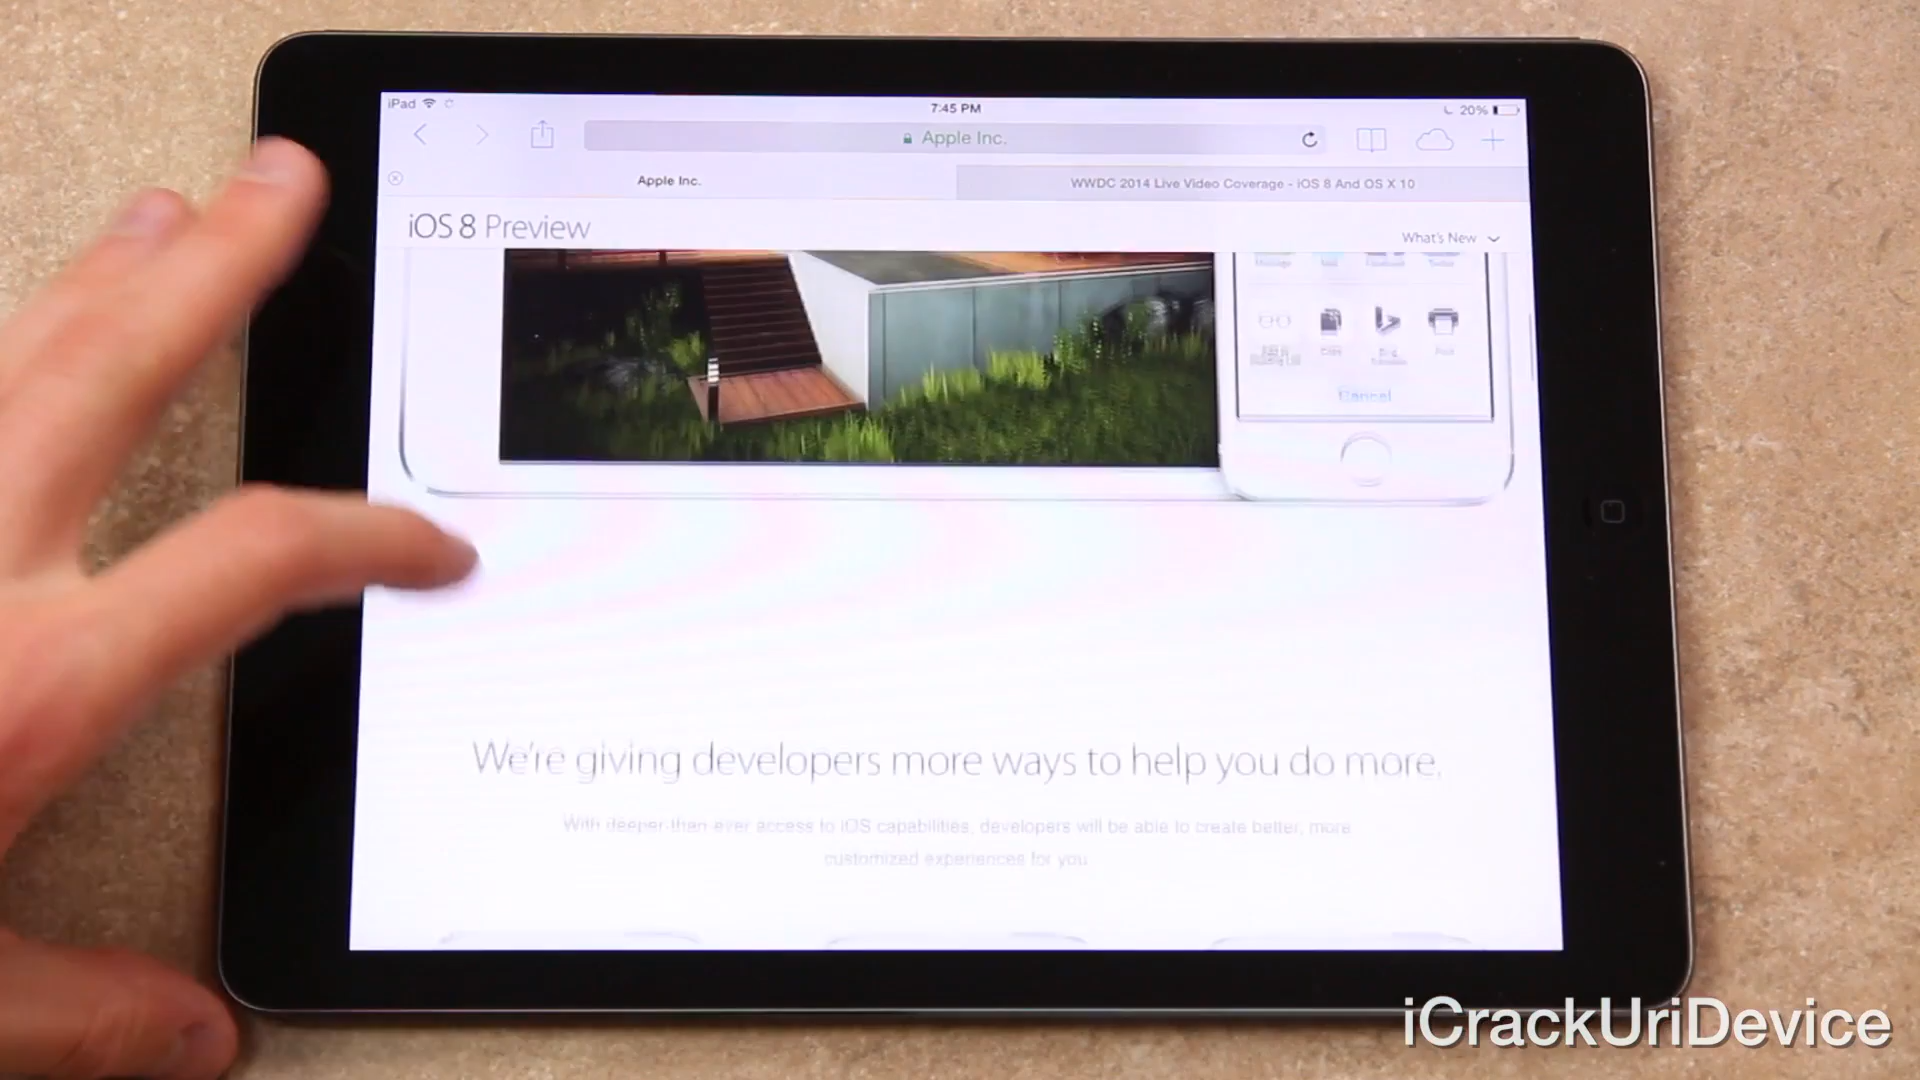 iPad
7:45 PM
20%
Apple Inc.
Apple Inc.
WWDC 2014 Live Video Coverage - iOS 8 And OS X 10
iOS 8 Preview
What's New
Message
Copy
Print
Cancel
We're giving developers more ways to help you do more.
With deeper-than-ever access to iOS capabilities, developers will be able to create better, more
customized experiences for you.
iCrackUriDevice